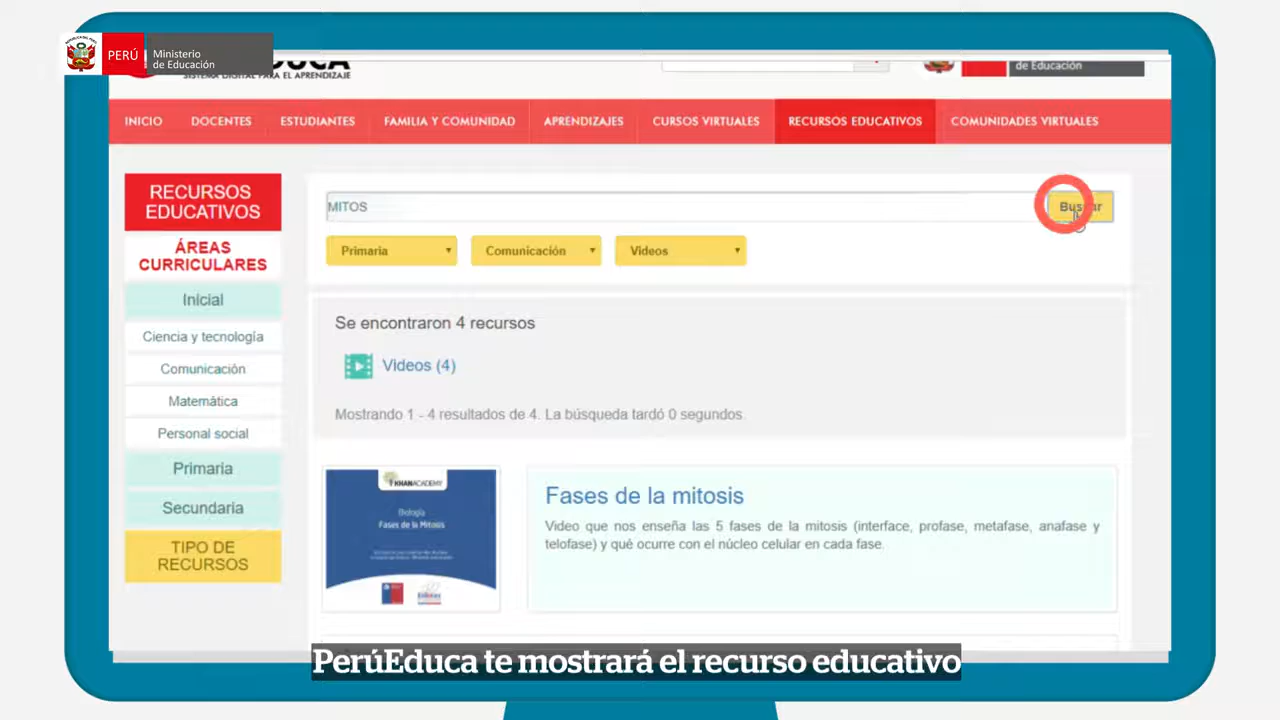 PERÚ
Ministerio
de Educación
SISTEMA DIGITAL PARA EL APRENDIZAJE
de Educación
INICIO DOCENTES ESTUDIANTES FAMILIA Y COMUNIDAD APRENDIZAJES CURSOS VIRTUALES RECURSOS EDUCATIVOS COMUNIDADES VIRTUALES
RECURSOS
EDUCATIVOS
ÁREAS
CURRICULARES
Inicial
Ciencia y tecnología
Comunicación
Matemática
Personal social
Primaria
Secundaria
TIPO DE
RECURSOS
MITOS
Buscar
Primaria Comunicación Videos
Se encontraron 4 recursos
Videos (4)
Mostrando 1 - 4 resultados de 4. La búsqueda tardó 0 segundos.
KHANACADEMY
Biología
Fases de la Mitosis
Fases de la mitosis
Video que nos enseña las 5 fases de la mitosis (interface, profase, metafase, anafase y
telofase) y qué ocurre con el núcleo celular en cada fase.
PerúEduca te mostrará el recurso educativo